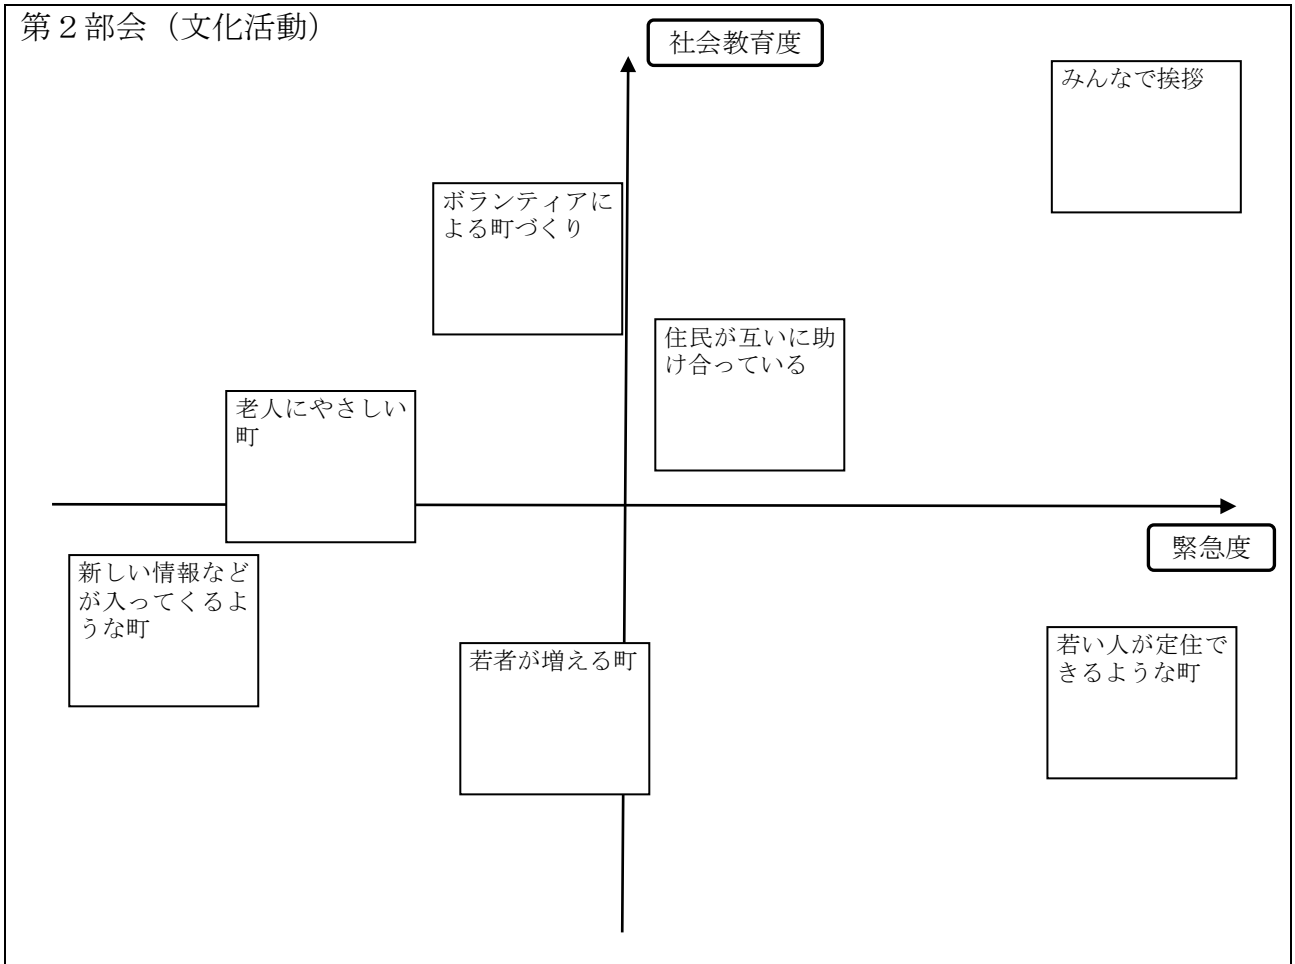 第２部会（文化活動）
社会教育度
みんなで挨拶
ボランティアに
よる町づくり
住民が互いに助
け合っている
老人にやさしい
町
緊急度
新しい情報など
が入ってくるよ
うな町
若者が増える町
若い人が定住で
きるような町